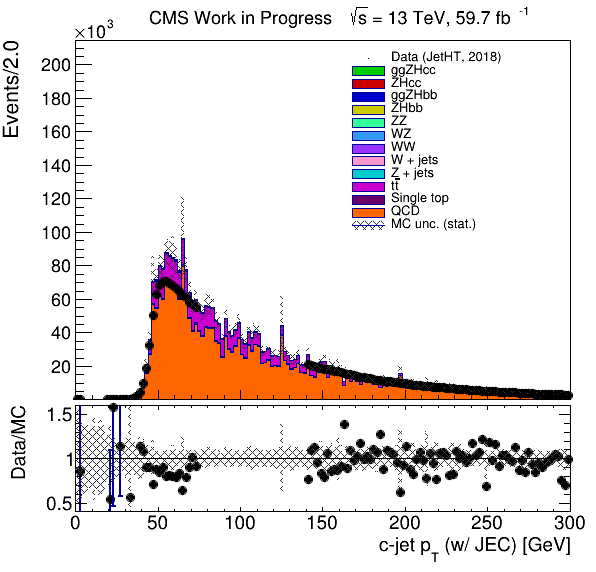 CMS Work in Progress √s = 13 TeV, 59.7 fb⁻¹
×10³
Events/2.0
200
180
160
140
120
100
80
60
40
20
Data (JetHT, 2018)
ggZHcc
ZHcc
ggZHbb
ZHbb
ZZ
WZ
WW
W + jets
Z + jets
tt̅
Single top
QCD
MC unc. (stat.)
Data/MC
1.5
1
0.5
0 50 100 150 200 250 300
c-jet p_T (w/ JEC) [GeV]